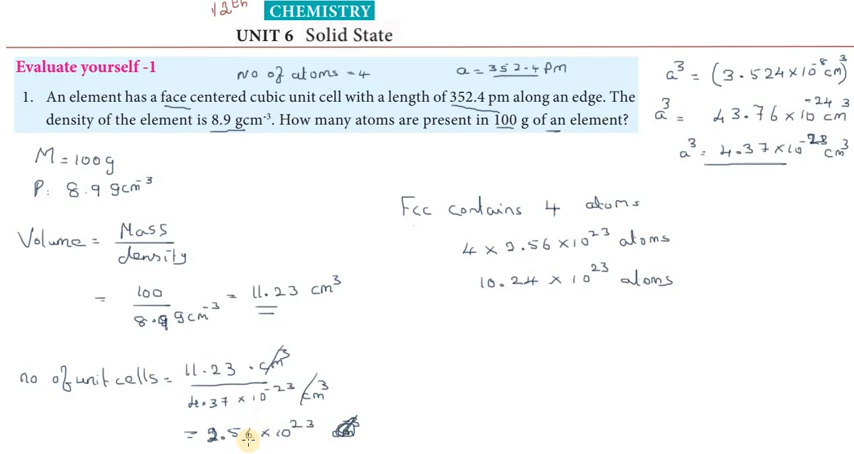 12th
CHEMISTRY
UNIT 6 Solid State
Evaluate yourself -1
No of atoms = 4
a = 352.4 pm
1. An element has a face centered cubic unit cell with a length of 352.4 pm along an edge. The
density of the element is 8.9 gcm⁻³. How many atoms are present in 100 g of an element?
a³ = (3.524 × 10⁻⁸ cm)³
a³ = 43.76 × 10⁻²⁴ cm³
a³ = 4.37 × 10⁻²³ cm³
M = 100g
P: 8.9 gcm⁻³
Volume = Mass
density
= 100
8.9 gcm⁻³
= 11.23 cm³
no of unit cells = 11.23 . cm³
4.37 × 10⁻²³ / cm³
= 2.56 × 10²³
Fcc contains 4 atoms
4 × 2.56 × 10²³ atoms
10.24 × 10²³ atoms